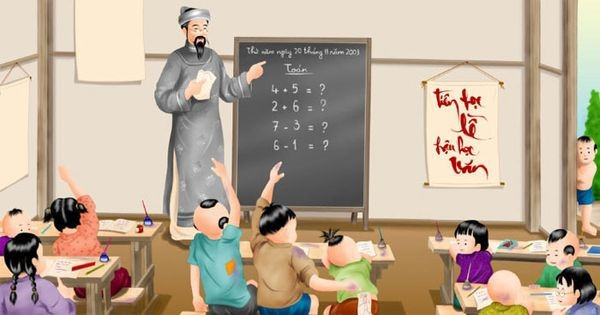 Thứ năm ngày 20 tháng 11 năm 2003
Toán
4 + 5 = ?
2 + 6 = ?
7 - 3 = ?
6 - 1 = ?
Tiên học
lễ
hậu học
văn